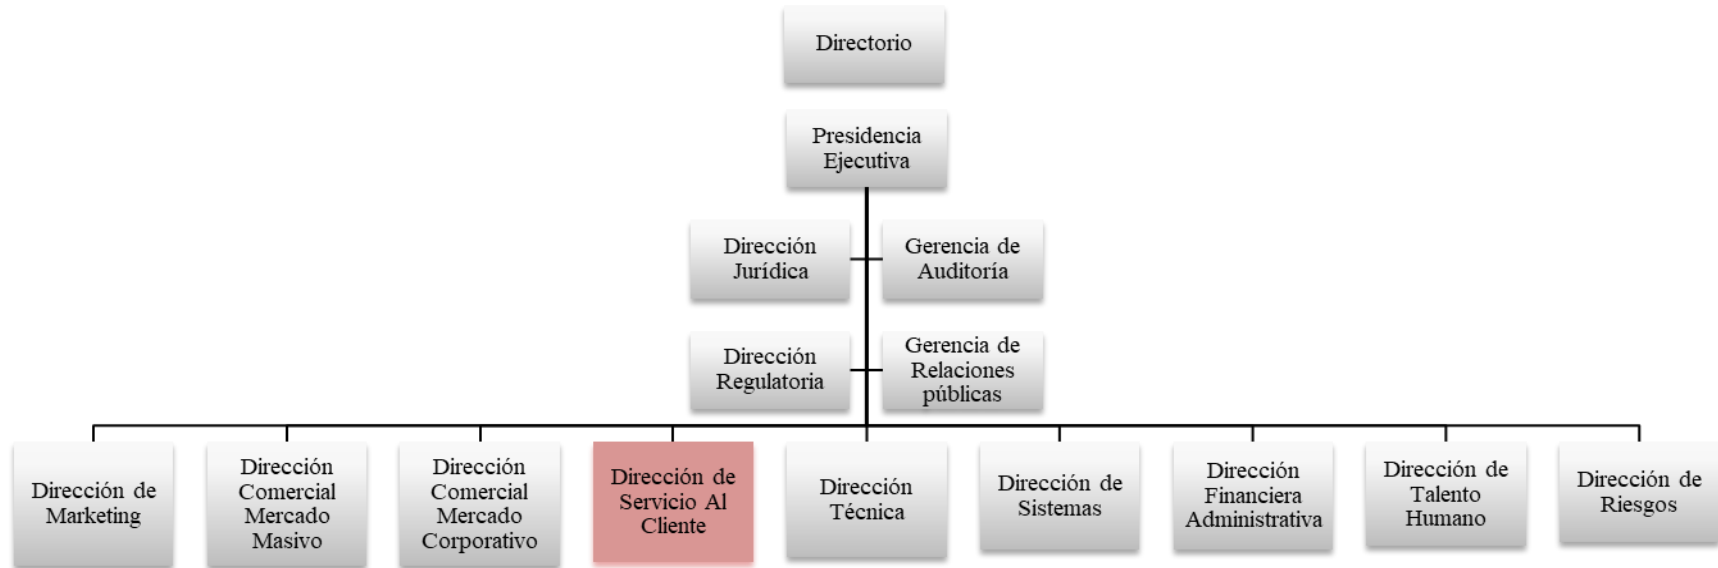 Directorio
Presidencia
Ejecutiva
Dirección
Jurídica
Gerencia de
Auditoría
Dirección
Regulatoria
Gerencia de
Relaciones
públicas
Dirección de
Marketing
Dirección
Comercial
Mercado
Masivo
Dirección
Comercial
Mercado
Corporativo
Dirección de
Servicio Al
Cliente
Dirección
Técnica
Dirección de
Sistemas
Dirección
Financiera
Administrativa
Dirección de
Talento
Humano
Dirección de
Riesgos